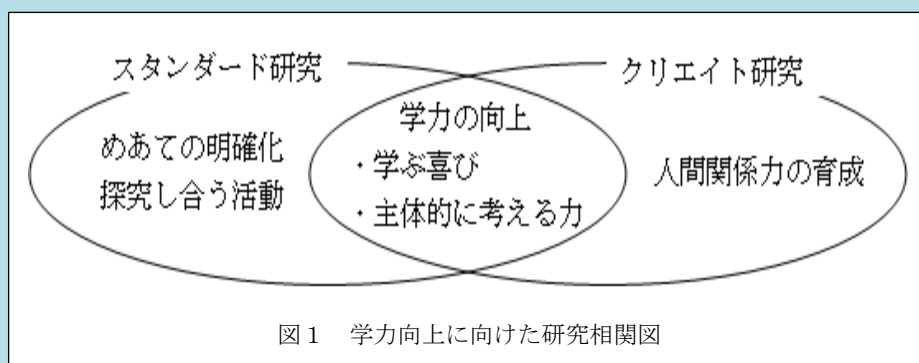 スタンダード研究
クリエイト研究
めあての明確化
探究し合う活動
学力の向上
・学ぶ喜び
・主体的に考える力
人間関係力の育成
図1 学力向上に向けた研究相関図